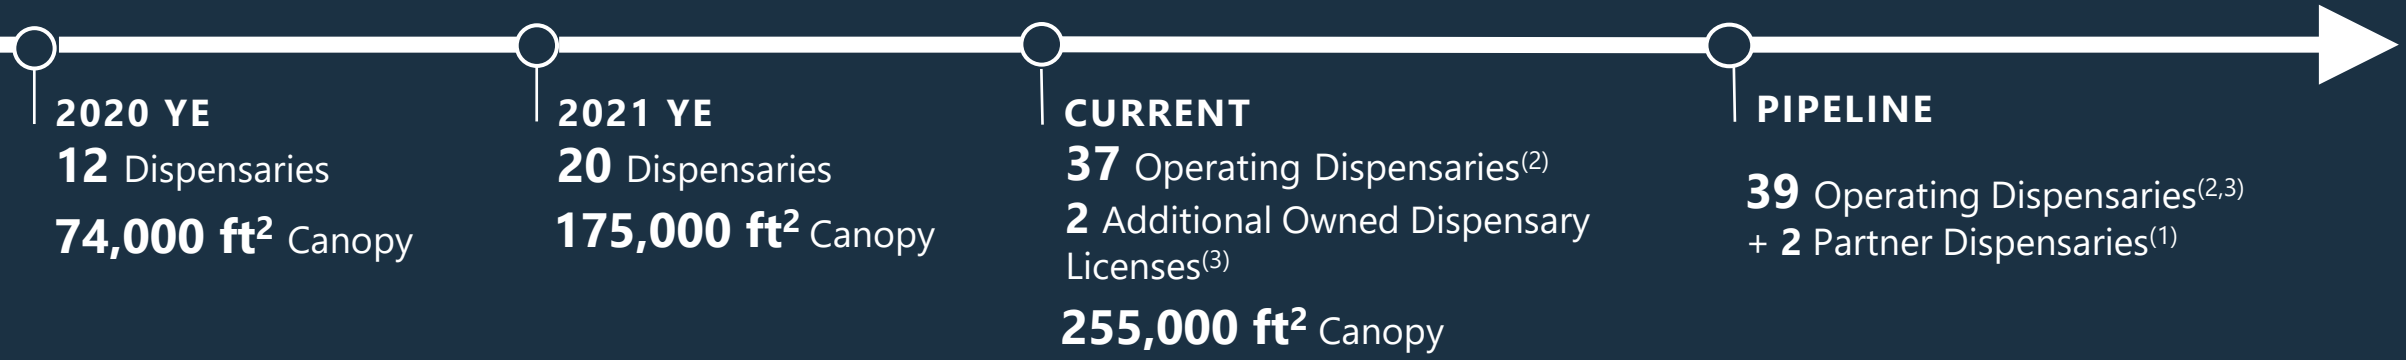 2020 YE
12 Dispensaries
74,000 ft² Canopy
2021 YE
20 Dispensaries
175,000 ft² Canopy
CURRENT
37 Operating Dispensaries(2)
2 Additional Owned Dispensary
Licenses(3)
255,000 ft² Canopy
PIPELINE
39 Operating Dispensaries(2,3)
+ 2 Partner Dispensaries(1)